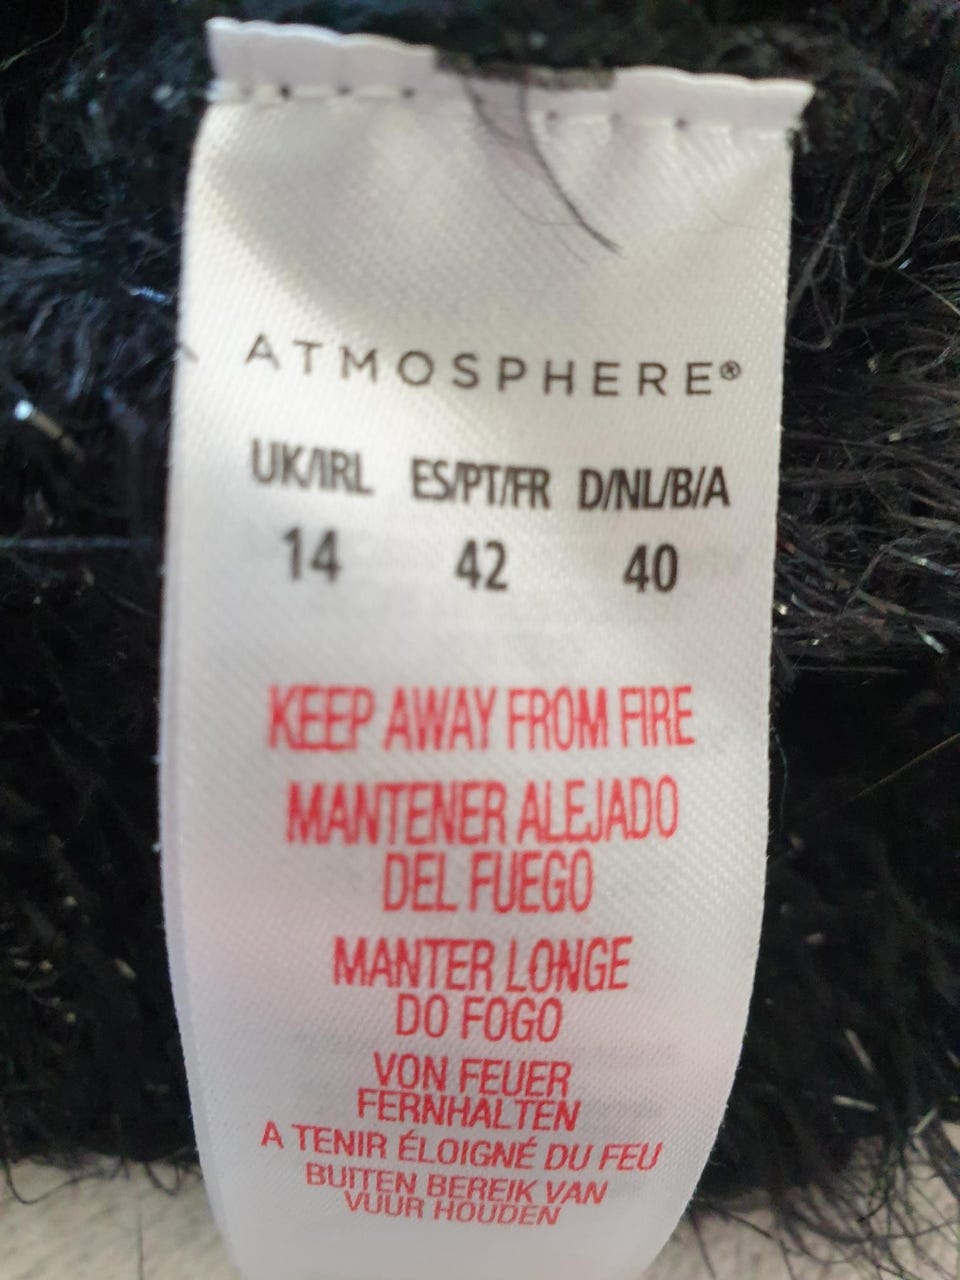 ATMOSPHERE®
UK/IRL ES/PT/FR D/NL/B/A
14 42 40
KEEP AWAY FROM FIRE
MANTENER ALEJADO
DEL FUEGO
MANTER LONGE
DO FOGO
VON FEUER
FERNHALTEN
A TENIR ÉLOIGNÉ DU FEU
BUITEN BEREIK VAN
VUUR HOUDEN